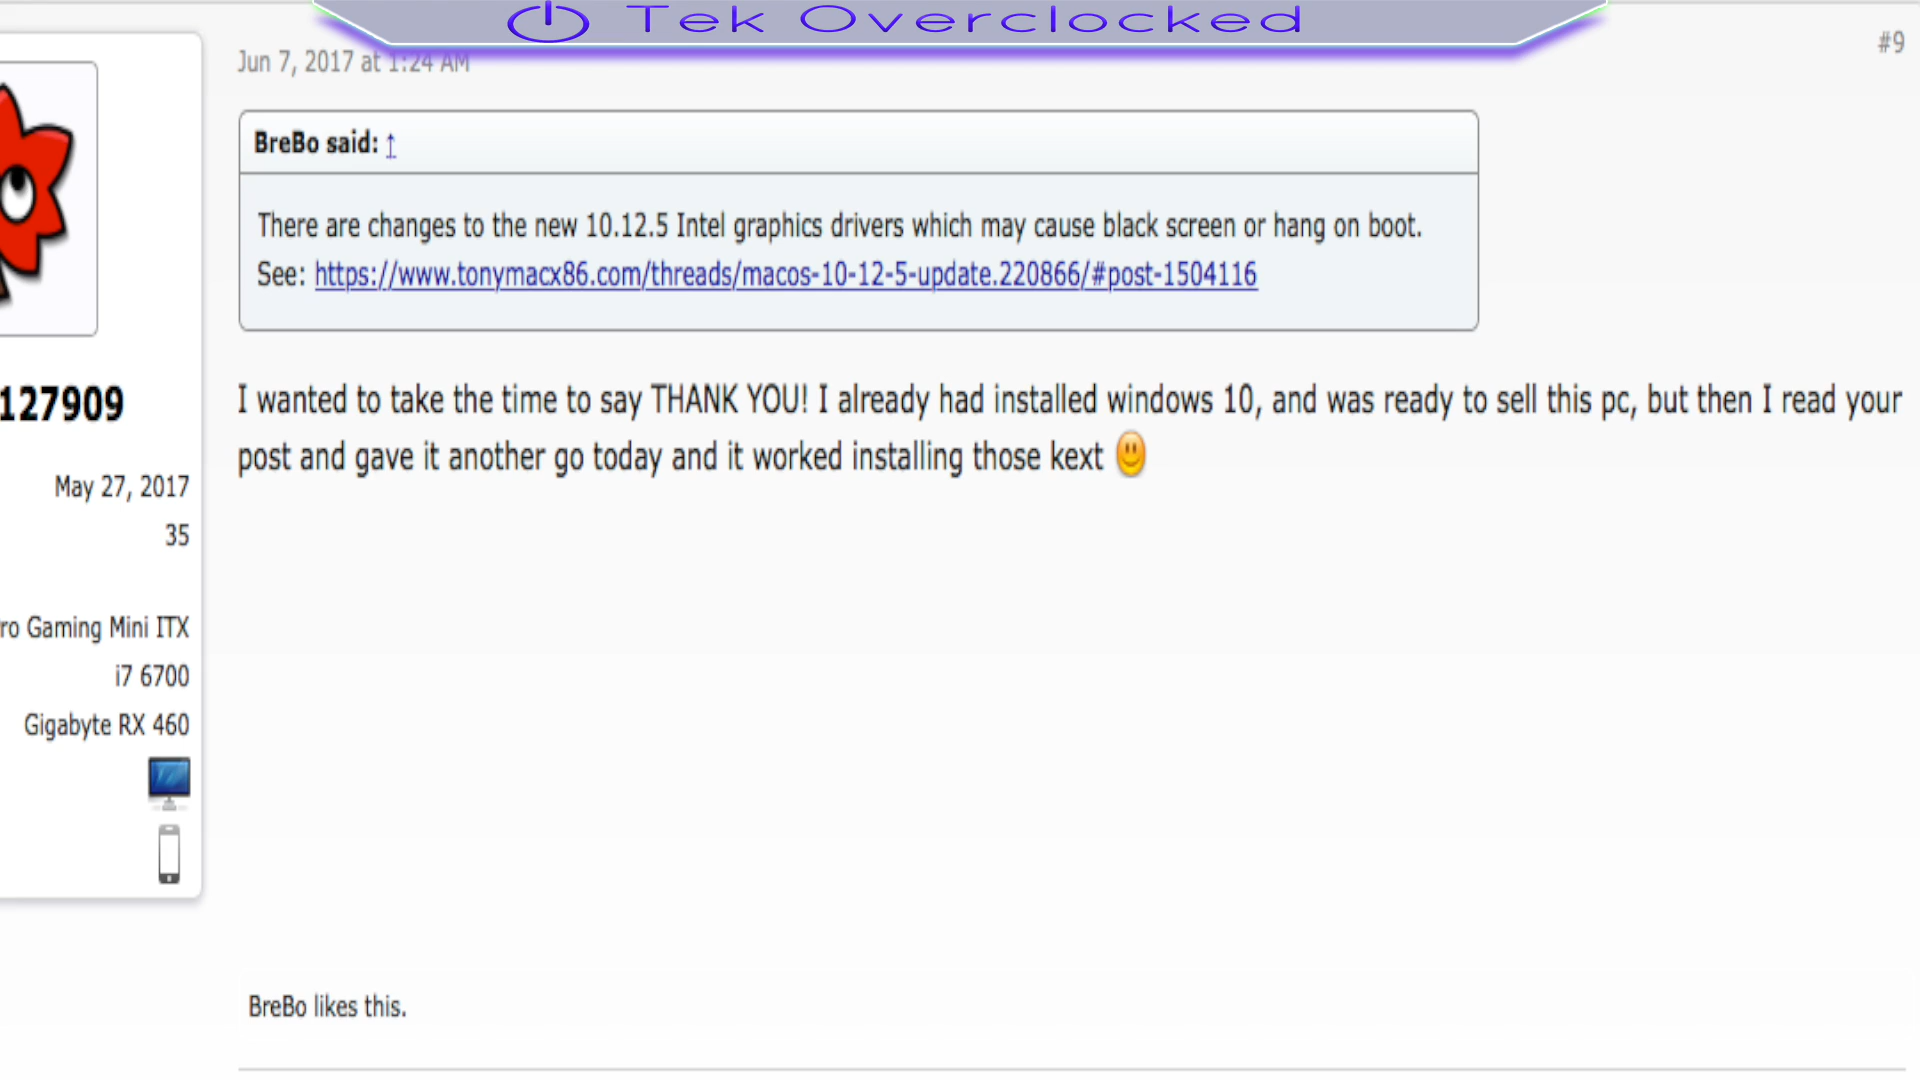 Tek Overclocked
Jun 7, 2017 at 1:24 AM
#9
BreBo said: ↑
There are changes to the new 10.12.5 Intel graphics drivers which may cause black screen or hang on boot.
See: https://www.tonymacx86.com/threads/macos-10-12-5-update.220866/#post-1504116
127909
I wanted to take the time to say THANK YOU! I already had installed windows 10, and was ready to sell this pc, but then I read your
post and gave it another go today and it worked installing those kext
May 27, 2017
35
ro Gaming Mini ITX
i7 6700
Gigabyte RX 460
BreBo likes this.